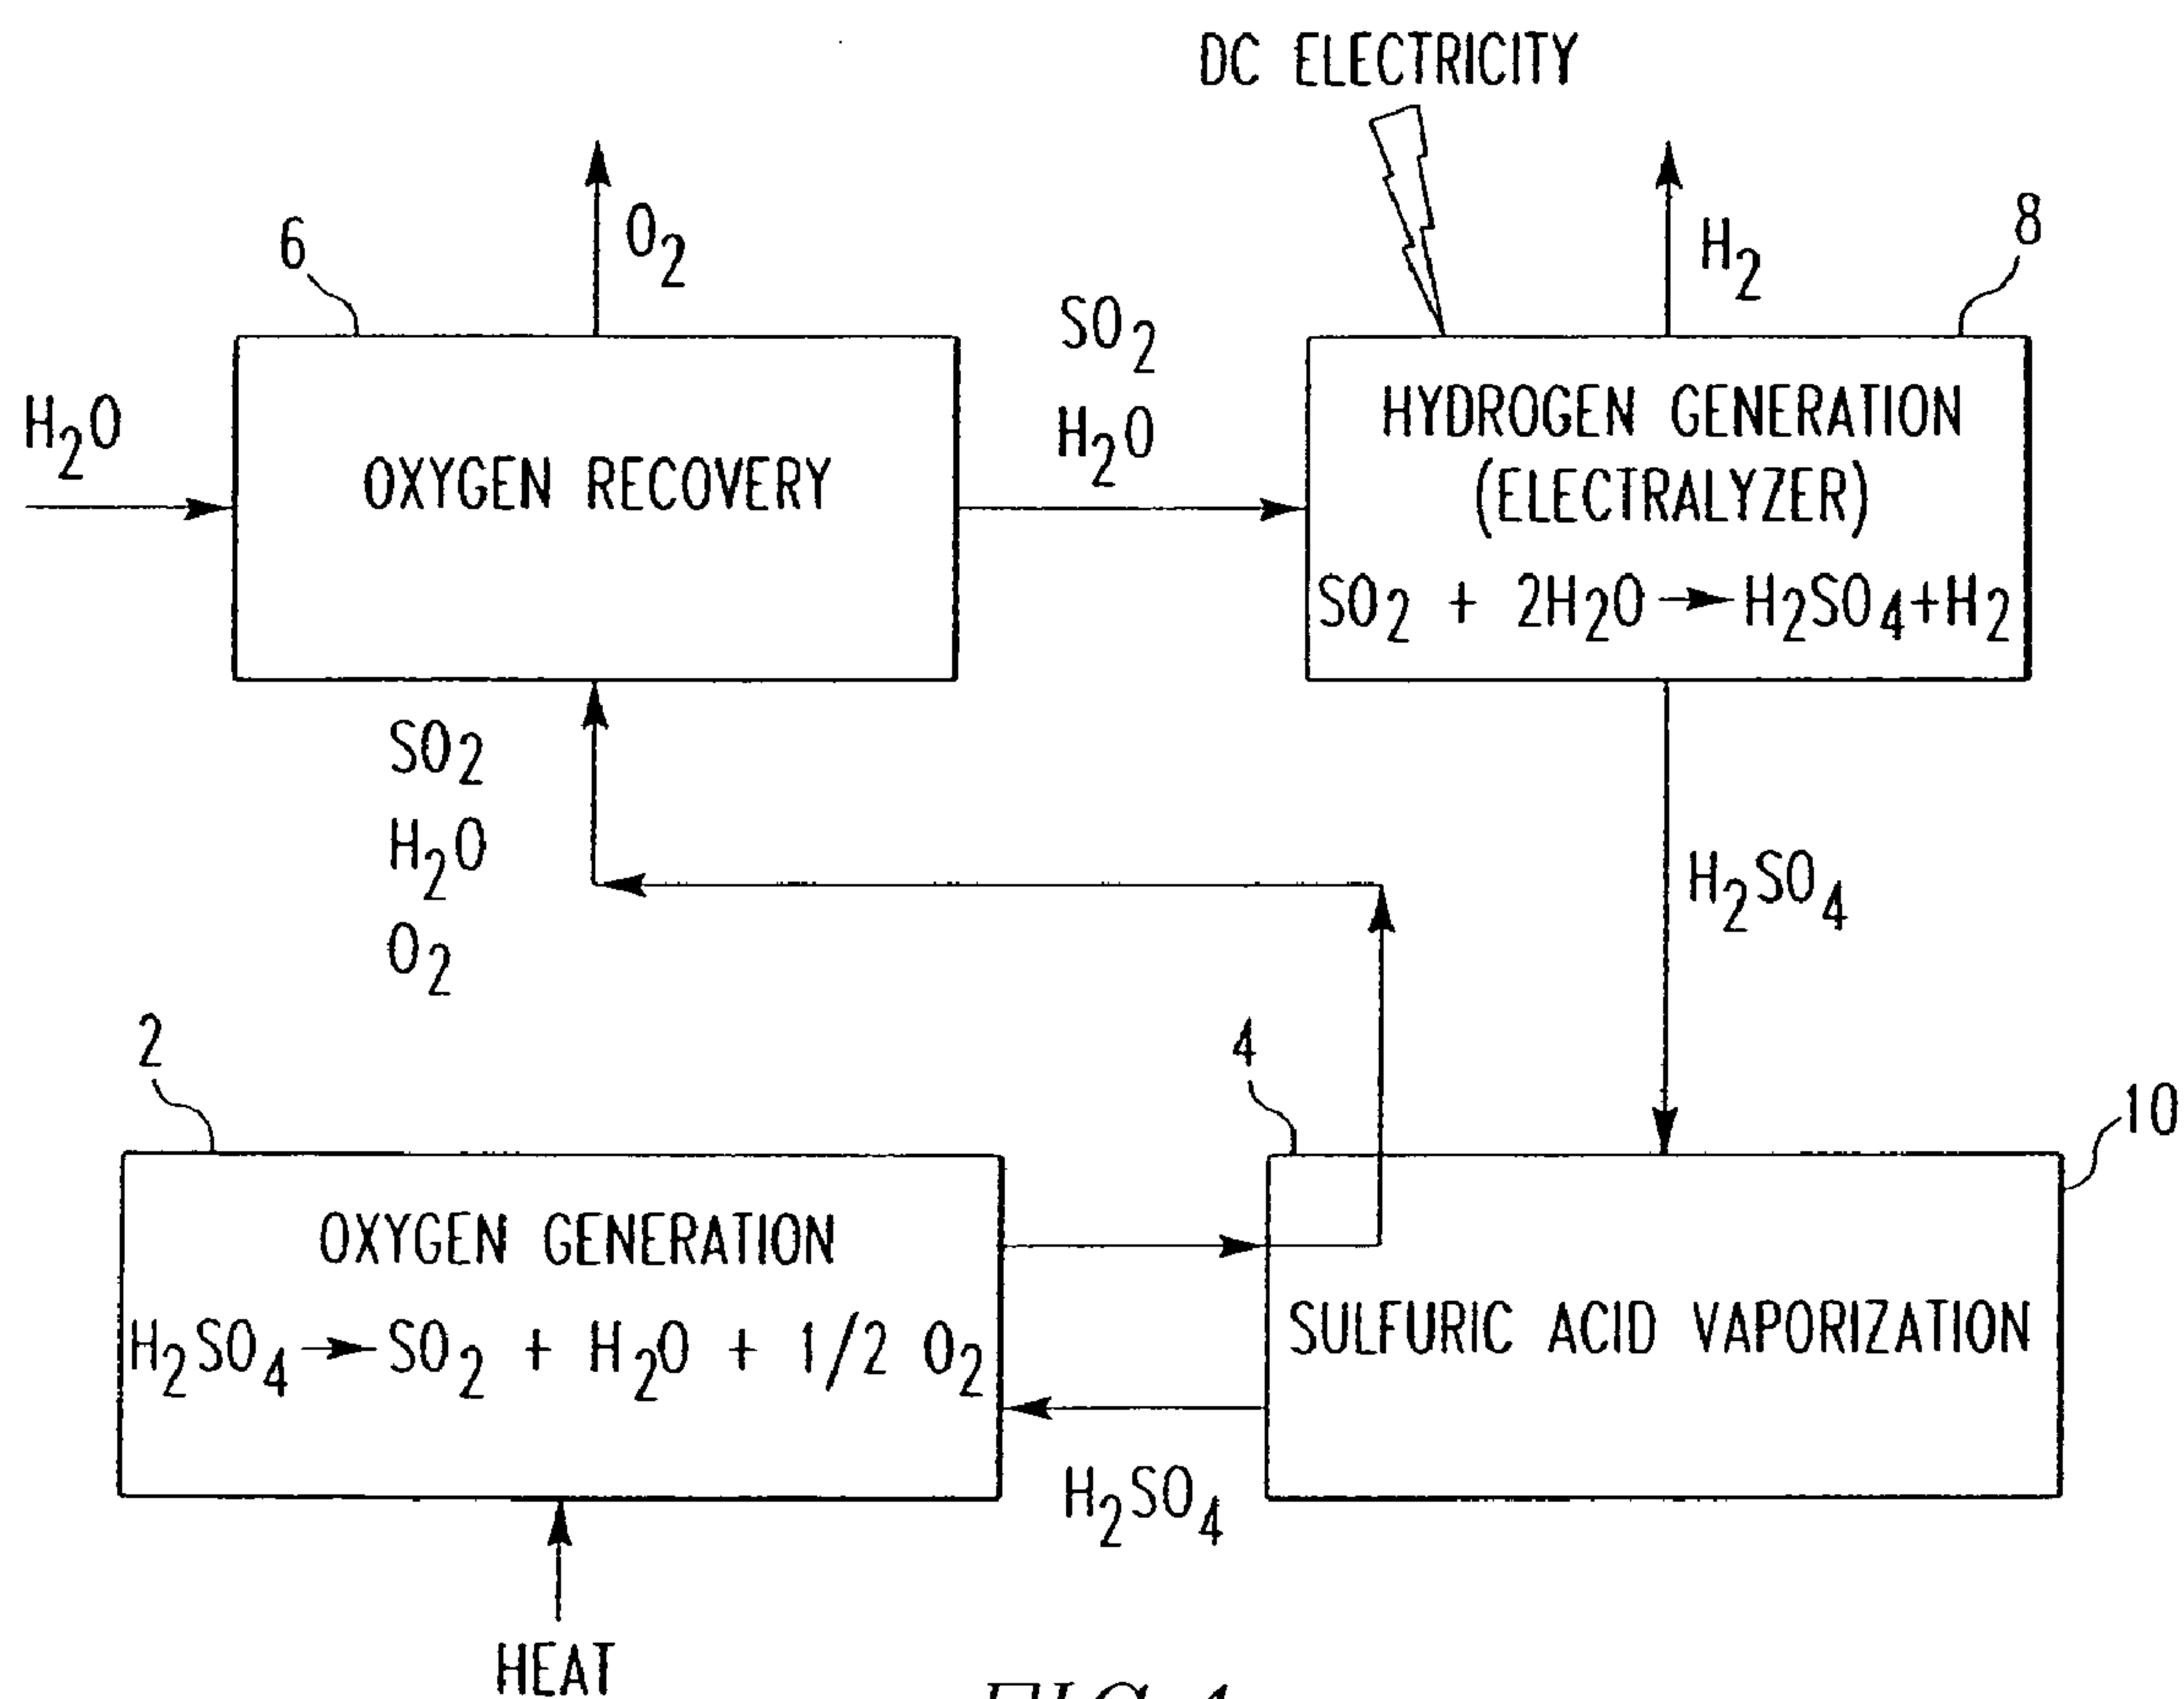 DC ELECTRICITY
6
O2
H2
8
SO2
H2O
H2O
OXYGEN RECOVERY
HYDROGEN GENERATION
(ELECTRALYZER)
SO2 + 2H2O → H2SO4+H2
SO2
H2O
O2
H2SO4
2
4
10
OXYGEN GENERATION
H2SO4 → SO2 + H2O + 1/2 O2
SULFURIC ACID VAPORIZATION
H2SO4
HEAT